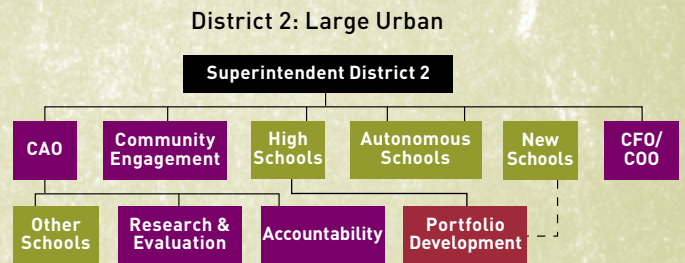 District 2: Large Urban
Superintendent District 2
CAO
Community
Engagement
High
Schools
Autonomous
Schools
New
Schools
CFO/
COO
Other
Schools
Research &
Evaluation
Accountability
Portfolio
Development